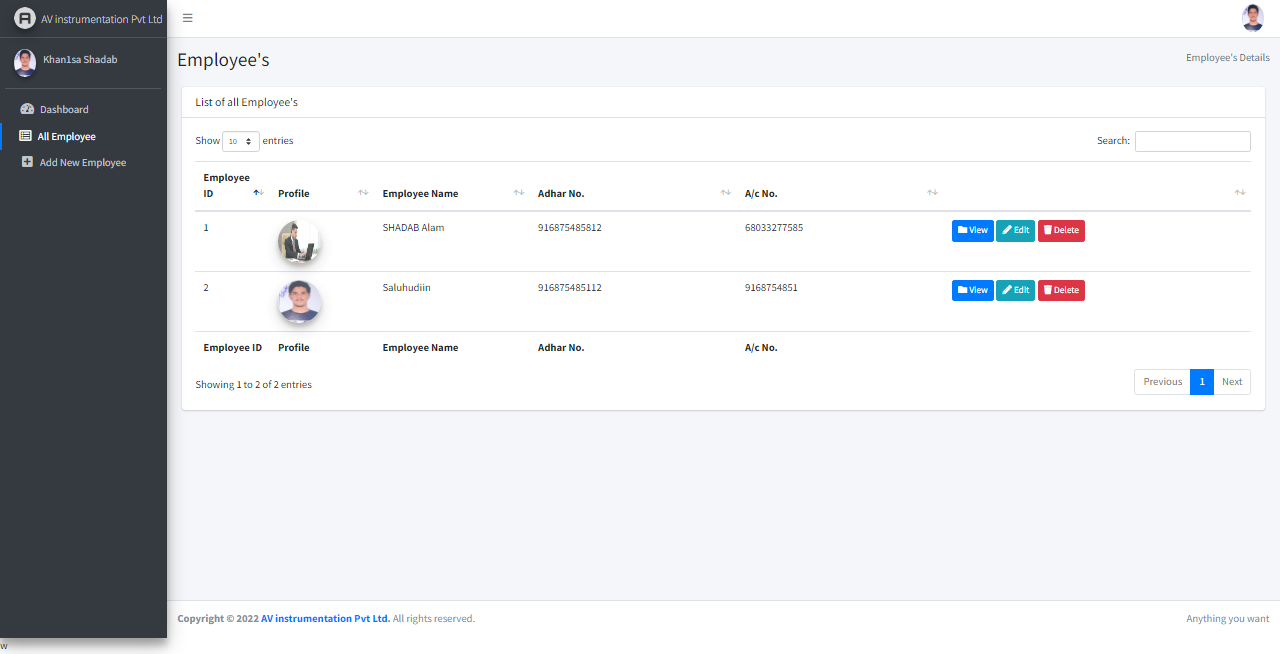 AV instrumentation Pvt Ltd
Khan1sa Shadab
Dashboard
All Employee
Add New Employee
Employee's
Employee's Details
List of all Employee's
Show 10 entries
Search:
Employee ID Profile Employee Name Adhar No. A/c No.
1 SHADAB Alam 916875485812 68033277585 View Edit Delete
2 Saluhudiin 916875485112 9168754851 View Edit Delete
Employee ID Profile Employee Name Adhar No. A/c No.
Showing 1 to 2 of 2 entries
Previous 1 Next
Copyright © 2022 AV instrumentation Pvt Ltd. All rights reserved.
Anything you want
w